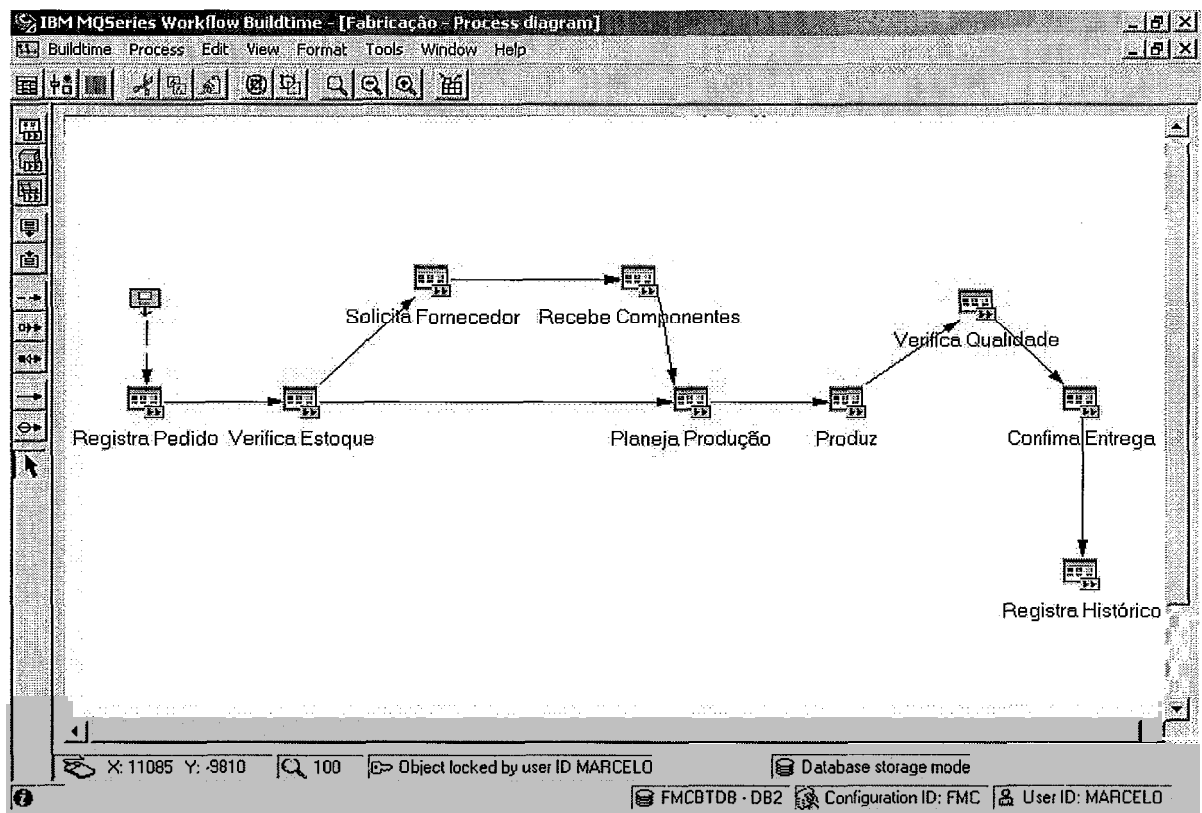 IBM MQSeries Workflow Buildtime - [Fabricação - Process diagram]
Buildtime Process Edit View Format Tools Window Help
Solicita Fornecedor
Recebe Componentes
Verifica Qualidade
Registra Pedido
Verifica Estoque
Planeja Produção
Produz
Confima Entrega
Registra Histórico
X: 11085 Y: -9810
100
Object locked by user ID MARCELO
Database storage mode
FMCBTDB - DB2
Configuration ID: FMC
User ID: MARCELO